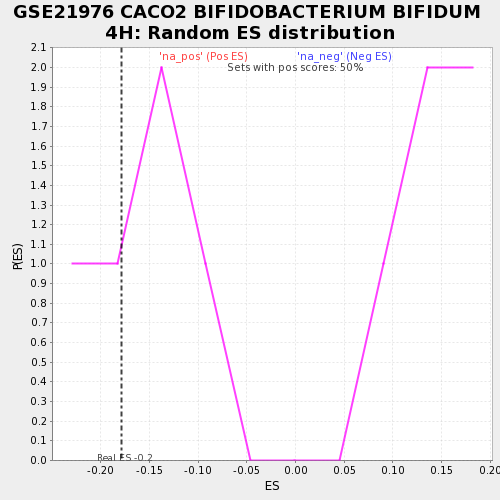 GSE21976 CACO2 BIFIDOBACTERIUM BIFIDUM
4H: Random ES distribution
'na_pos' (Pos ES) 'na_neg' (Neg ES)
Sets with pos scores: 50%
2.1
2.0
1.9
1.8
1.7
1.6
1.5
1.4
1.3
1.2
1.1
1.0
0.9
0.8
0.7
0.6
0.5
0.4
0.3
0.2
0.1
0.0
P(ES)
Real ES -0.2
-0.20 -0.15 -0.10 -0.05 0.00 0.05 0.10 0.15 0.20
ES